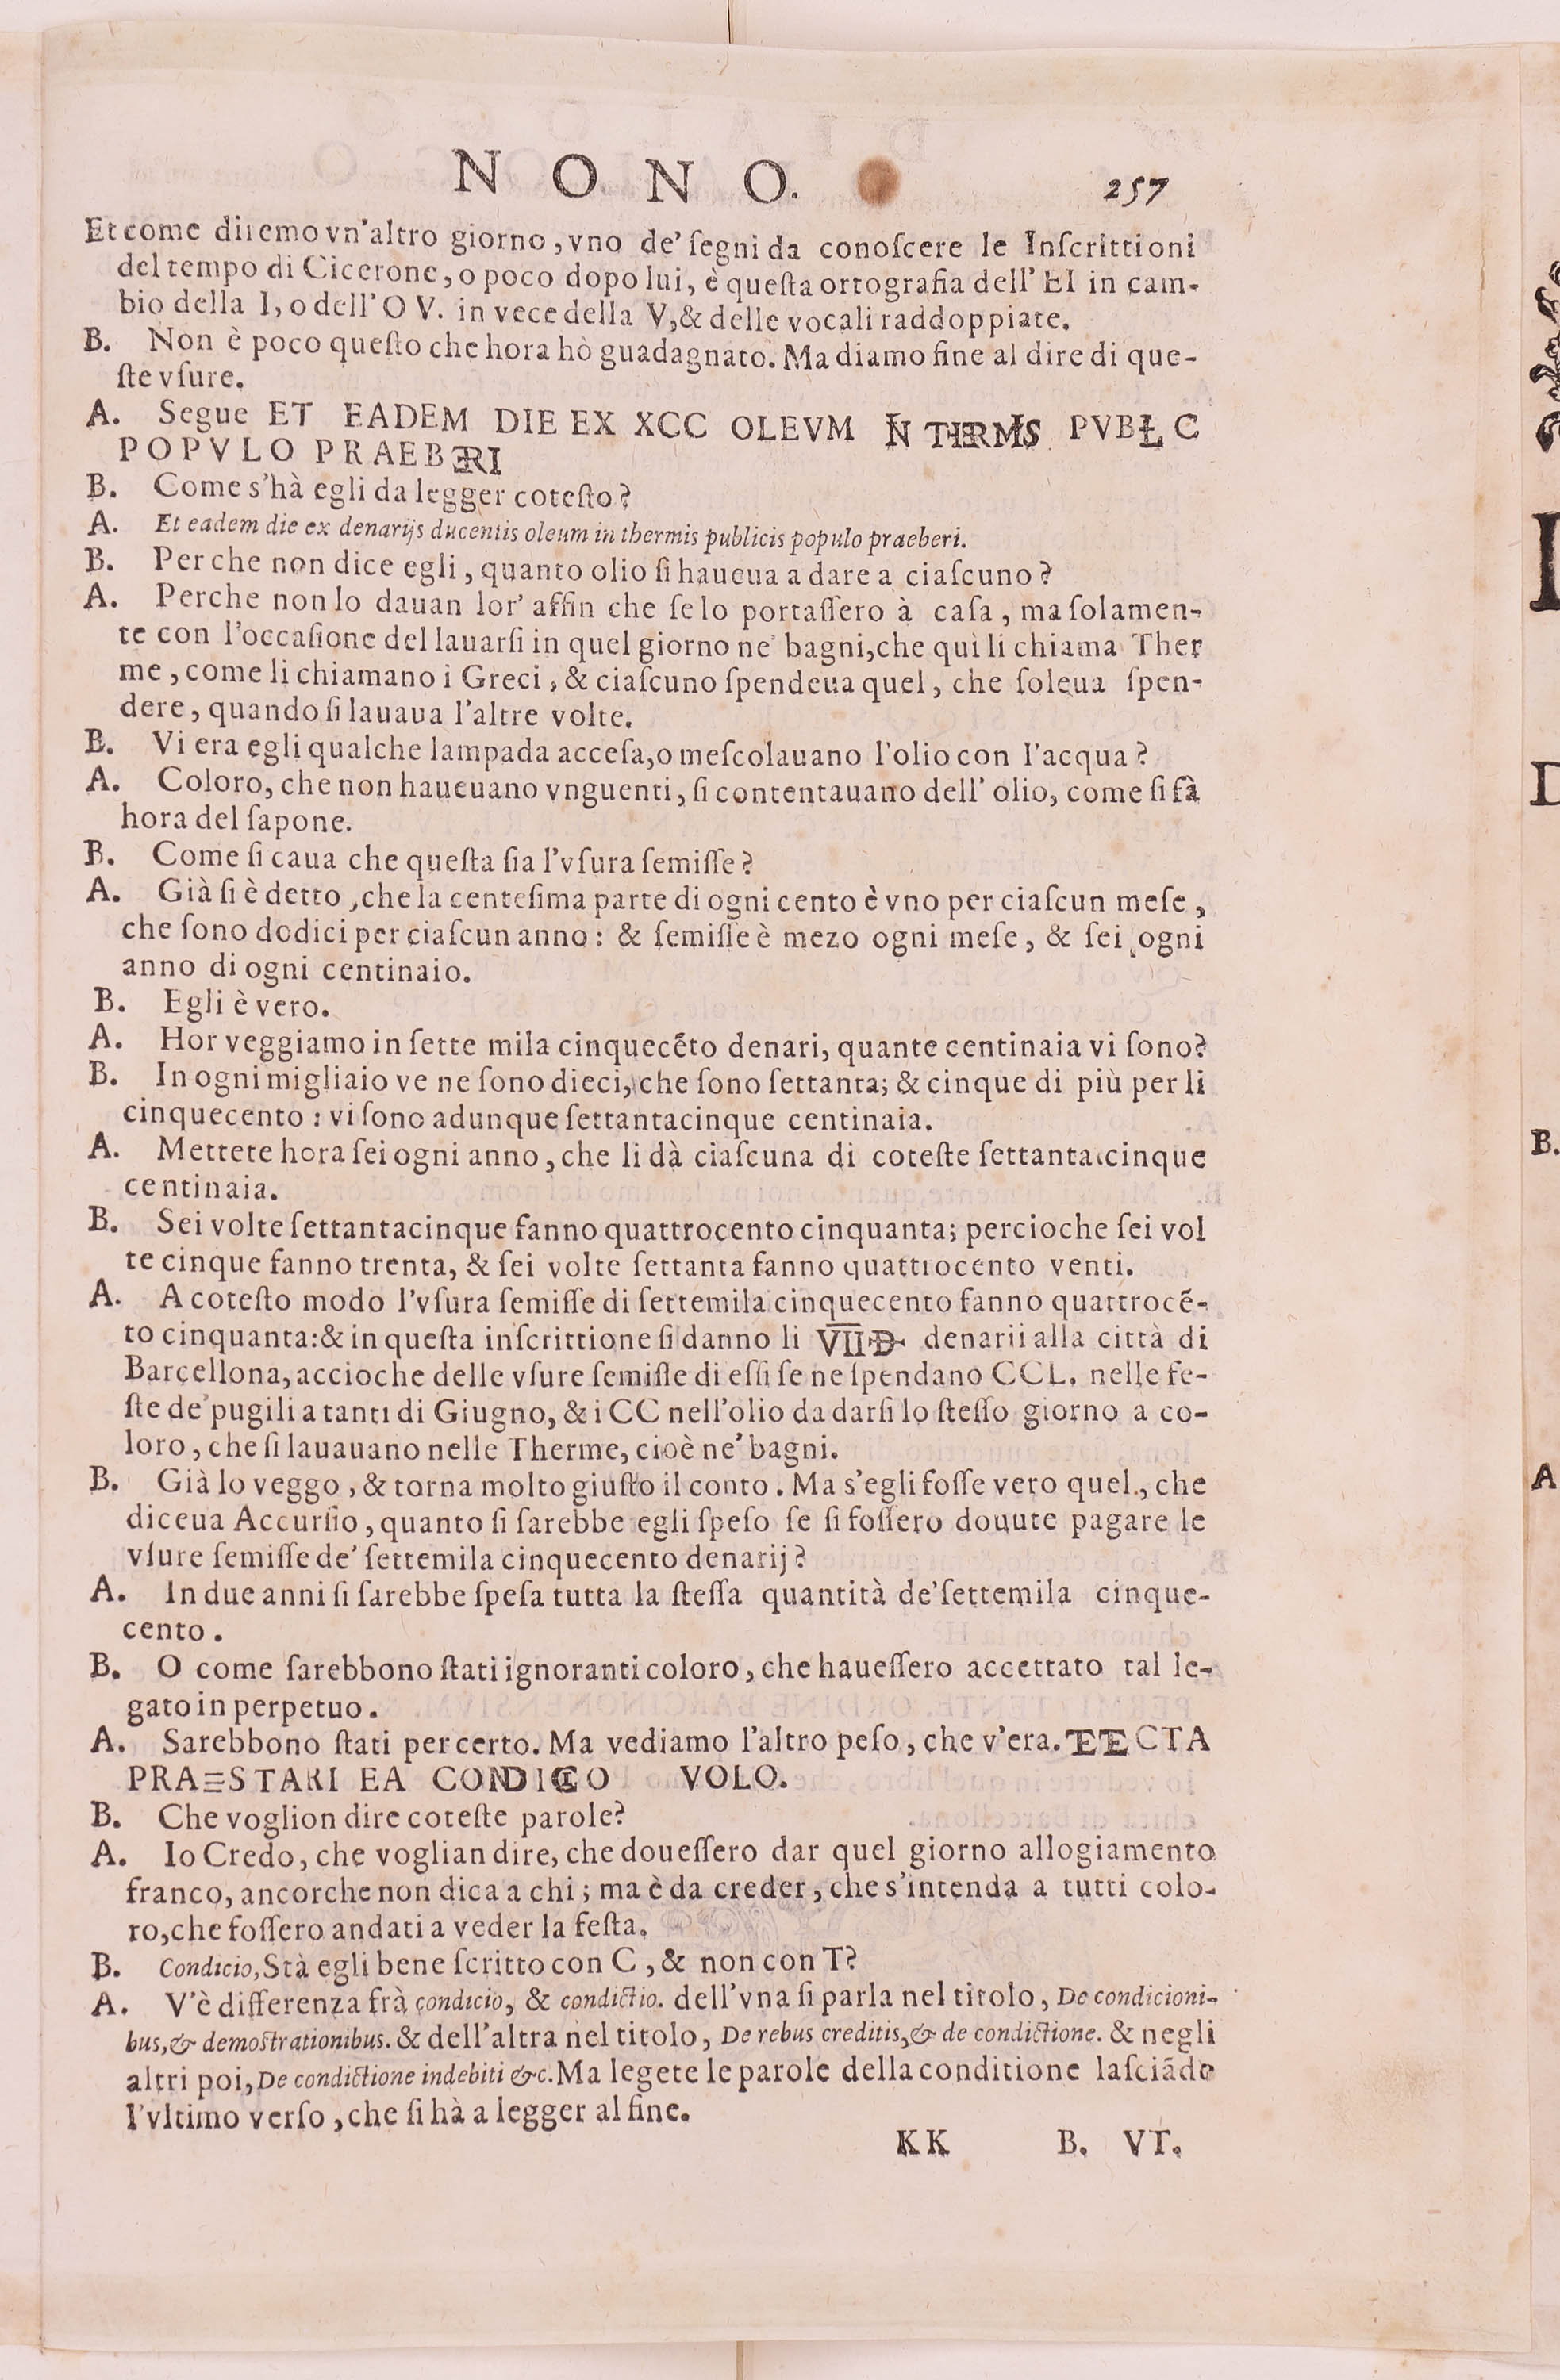 NONO. 257
Et come diremo vn'altro giorno, vno de' ſegni da conoſcere le Inſcrittioni
del tempo di Cicerone, o poco dopo lui, è queſta ortografia dell' EI in cam-
bio della I, o dell' O V. in vece della V, & delle vocali raddoppiate.
B. Non è poco queſto che hora hò guadagnato. Ma diamo fine al dire di que-
ſte vſure.
A. Segue ET EADEM DIE EX XCC OLEVM IN THERMIS PVBLIC
POPVLO PRAEBERI
B. Come s'hà egli da legger coteſto?
A. Et eadem die ex denarijs ducentis oleum in thermis publicis populo praeberi.
B. Per che non dice egli, quanto olio ſi haueua a dare a ciaſcuno?
A. Perche non lo dauan lor' affin che ſe lo portaſſero à caſa, ma ſolamen-
te con l'occaſione del lauarſi in quel giorno ne' bagni, che quì li chiama Ther
me, come li chiamano i Greci, & ciaſcuno ſpendeua quel, che ſoleua ſpen-
dere, quando ſi lauaua l'altre volte.
B. Vi era egli qualche lampada acceſa, o meſcolauano l'olio con l'acqua?
A. Coloro, che non haueuano vnguenti, ſi contentauano dell' olio, come ſi fà
hora del ſapone.
B. Come ſi caua che queſta ſia l'vſura ſemiſſe?
A. Già ſi è detto, che la centeſima parte di ogni cento è vno per ciaſcun meſe,
che ſono dodici per ciaſcun anno: & ſemiſſe è mezo ogni meſe, & ſei ogni
anno di ogni centinaio.
B. Egli è vero.
A. Hor veggiamo in ſette mila cinquecẽto denari, quante centinaia vi ſono?
B. In ogni migliaio ve ne ſono dieci, che ſono ſettanta; & cinque di più per li
cinquecento: vi ſono adunque ſettantacinque centinaia.
A. Mettete hora ſei ogni anno, che li dà ciaſcuna di coteſte ſettantacinque
centinaia.
B. Sei volte ſettantacinque fanno quattrocento cinquanta; percioche ſei vol
te cinque fanno trenta, & ſei volte ſettanta fanno quattrocento venti.
A. A coteſto modo l'vſura ſemiſſe di ſettemila cinquecento fanno quattrocẽ-
to cinquanta: & in queſta inſcrittione ſi danno li V̅I̅I̅ D denarii alla città di
Barcellona, accioche delle vſure ſemiſſe di eſſi ſe ne ſpendano CCL. nelle fe-
ſte de' pugili a tanti di Giugno, & i CC nell'olio da darſi lo ſteſſo giorno a co-
loro, che ſi lauauano nelle Therme, cioè ne' bagni.
B. Già lo veggo, & torna molto giuſto il conto. Ma s'egli foſſe vero quel, che
diceua Accurſio, quanto ſi ſarebbe egli ſpeſo ſe ſi foſſero douute pagare le
vſure ſemiſſe de' ſettemila cinquecento denarij?
A. In due anni ſi ſarebbe ſpeſa tutta la ſteſſa quantità de' ſettemila cinque-
cento.
B. O come ſarebbono ſtati ignoranti coloro, che haueſſero accettato tal le-
gato in perpetuo.
A. Sarebbono ſtati per certo. Ma vediamo l'altro peſo, che v'era. TECTA
PRAESTARI EA CONDICIO VOLO.
B. Che voglion dire coteſte parole?
A. Io Credo, che voglian dire, che doueſſero dar quel giorno allogiamento
franco, ancorche non dica a chi; ma è da creder, che s'intenda a tutti colo-
ro, che foſſero andati a veder la feſta.
B. Condicio, Stà egli bene ſcritto con C, & non con T?
A. V'è differenza frà condicio, & condictio. dell'vna ſi parla nel titolo, De condicioni-
bus, & demoſtrationibus. & dell'altra nel titolo, De rebus creditis, & de condictione. & negli
altri poi, De condictione indebiti &c. Ma legete le parole della conditione laſciãdo
l'vltimo verſo, che ſi hà a legger al fine.
KK B. VT.
B.
A